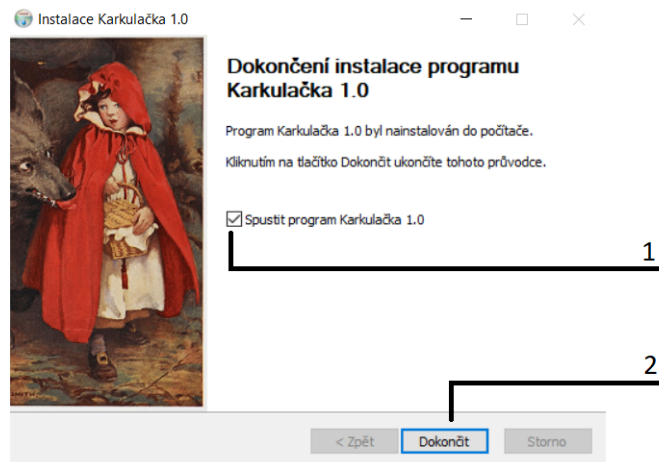 Instalace Karkulačka 1.0
Dokončení instalace programu
Karkulačka 1.0
Program Karkulačka 1.0 byl nainstalován do počítače.
Kliknutím na tlačítko Dokončit ukončíte tohoto průvodce.
Spustit program Karkulačka 1.0
1
2
< Zpět
Dokončit
Storno